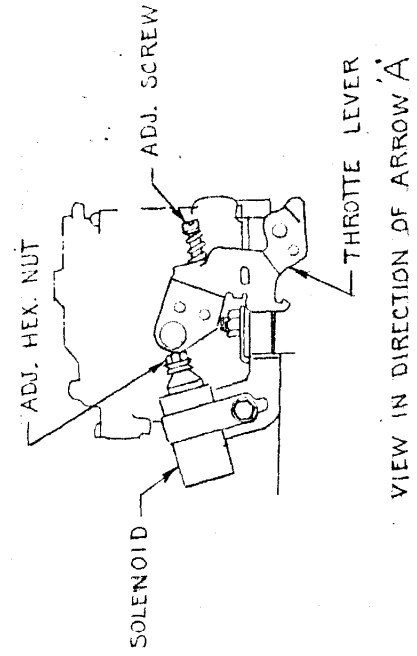 ADJ. HEX. NUT
ADJ. SCREW
SOLENOID
THROTTE LEVER
VIEW IN DIRECTION OF ARROW 'A'